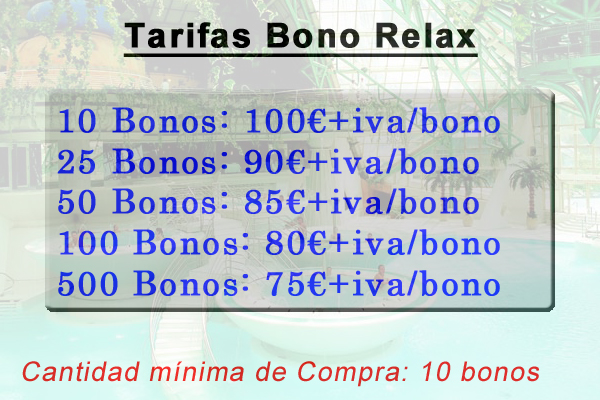 Tarifas Bono Relax
10 Bonos: 100€+iva/bono
25 Bonos: 90€+iva/bono
50 Bonos: 85€+iva/bono
100 Bonos: 80€+iva/bono
500 Bonos: 75€+iva/bono
Cantidad mínima de Compra: 10 bonos